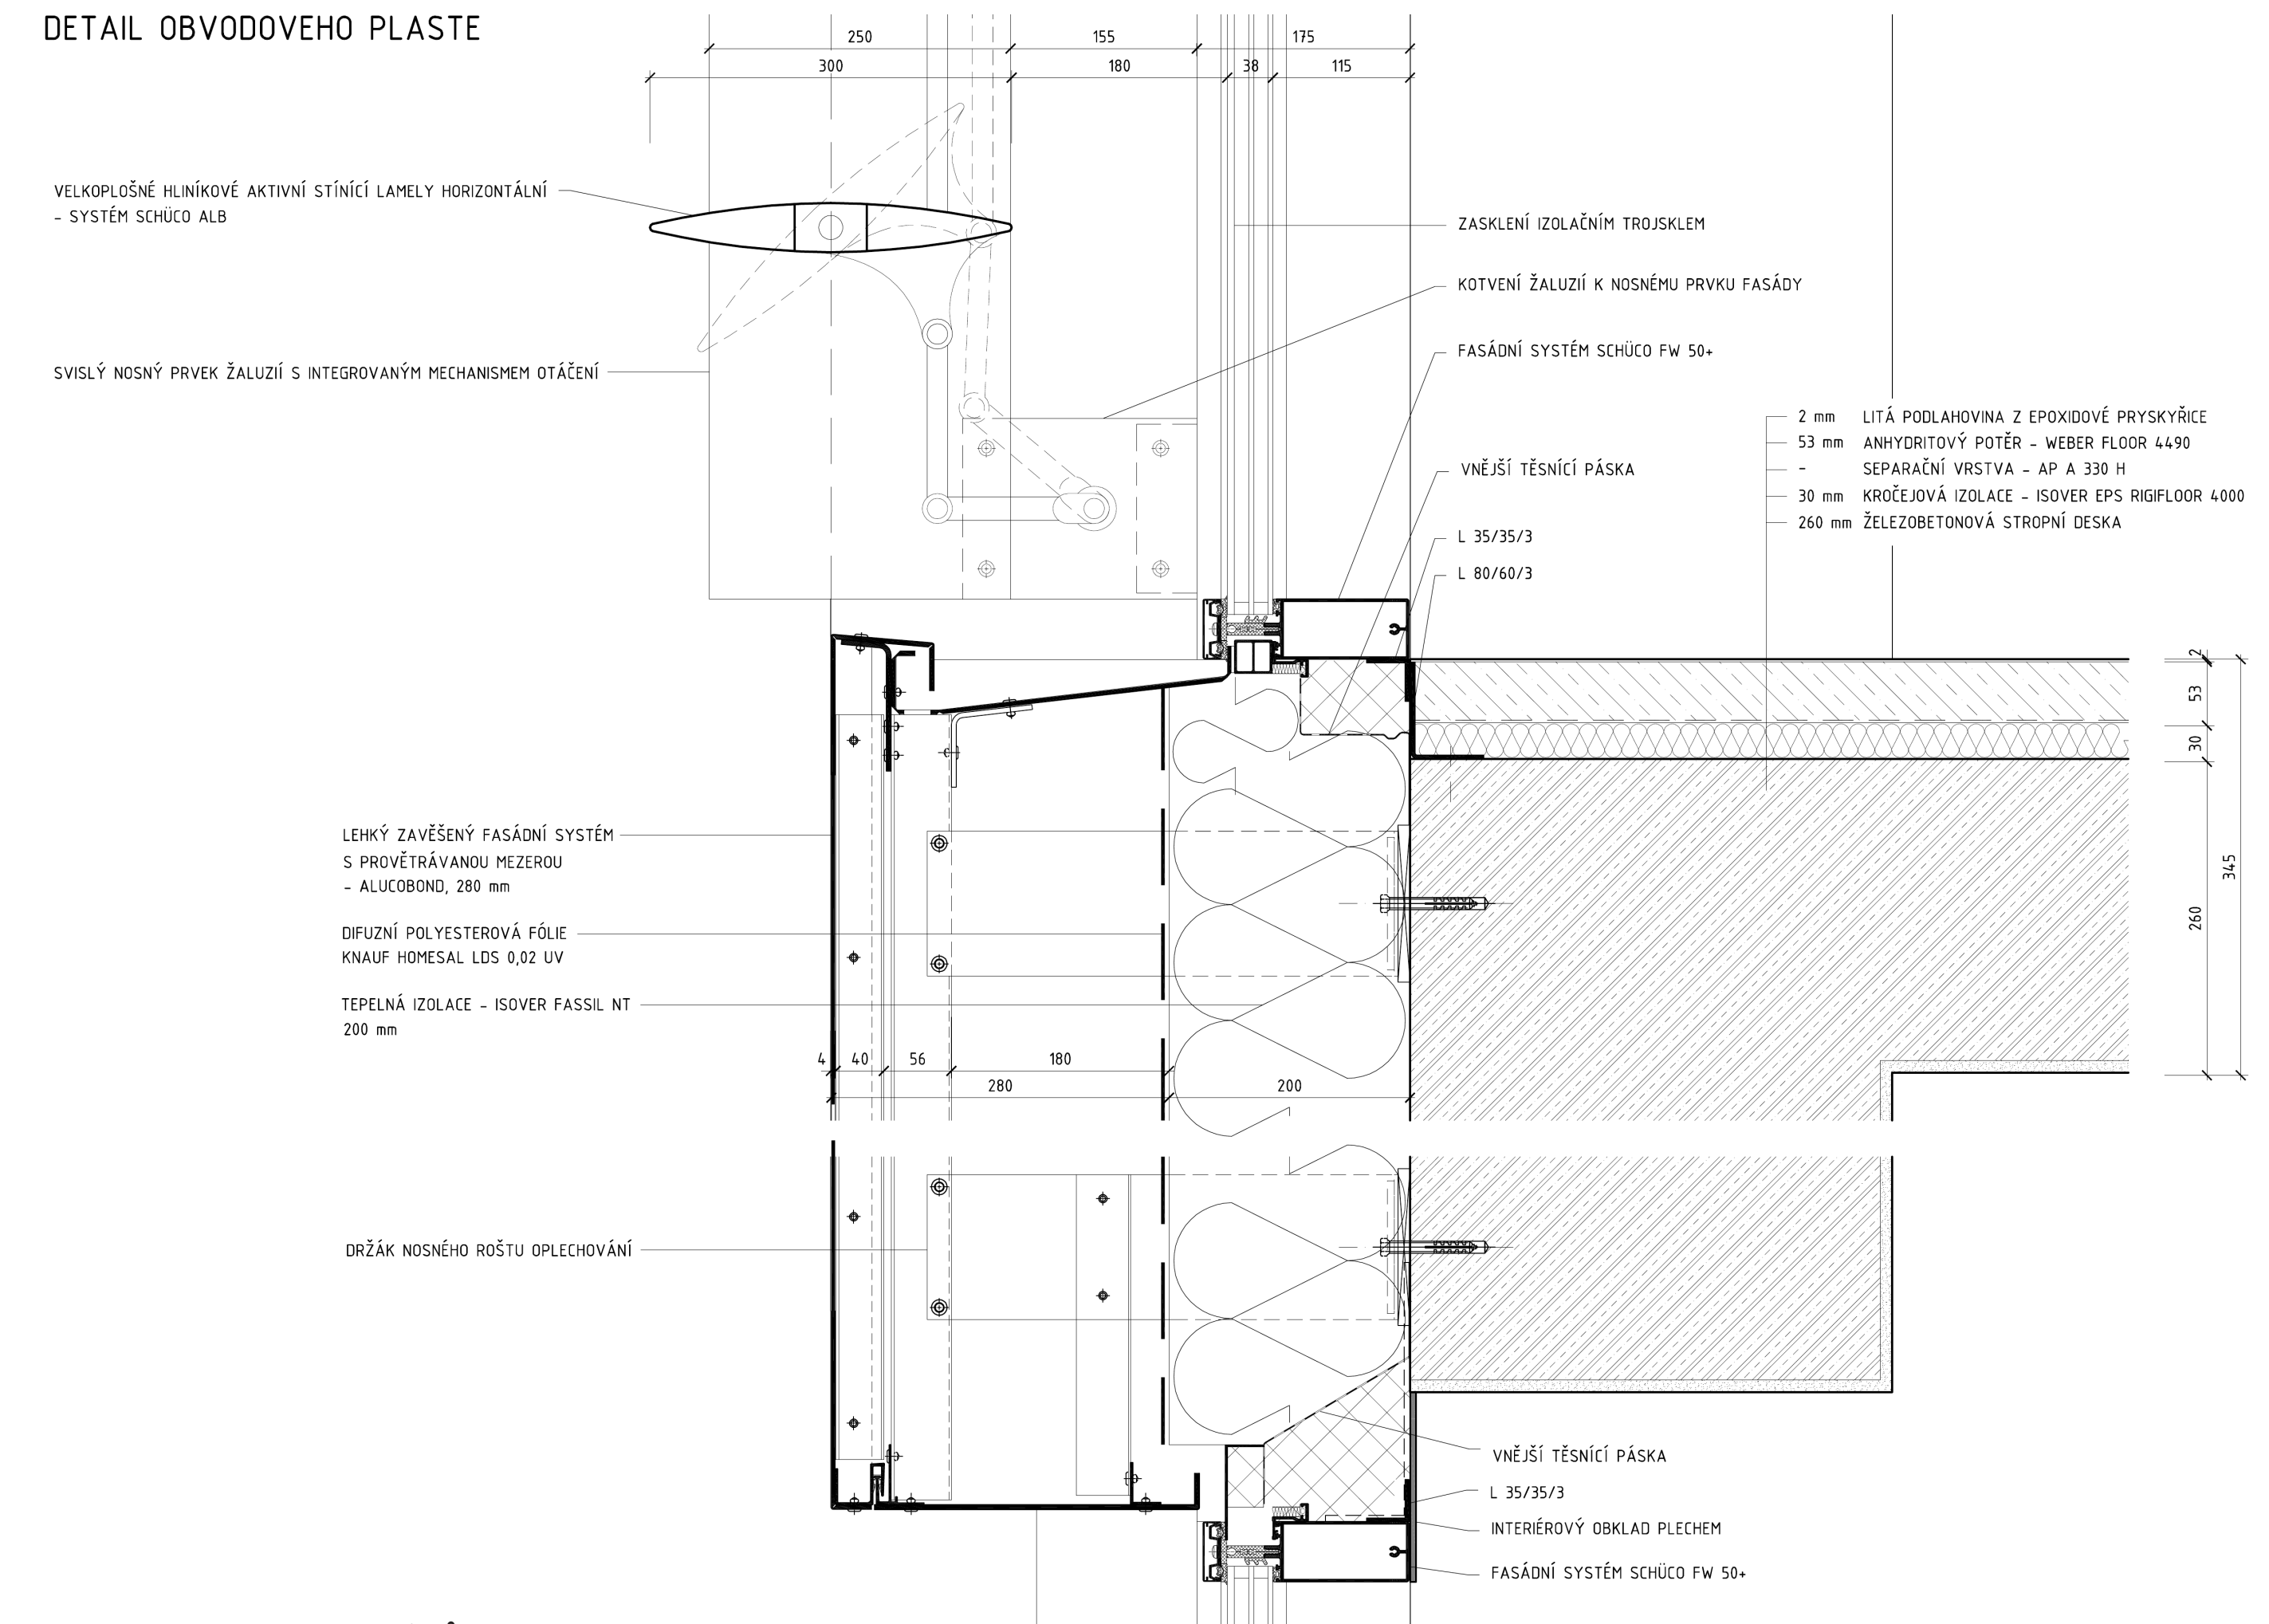 DETAIL OBVODOVEHO PLASTE
250
155
175
300
180
38
115
VELKOPLOŠNÉ HLINÍKOVÉ AKTIVNÍ STÍNÍCÍ LAMELY HORIZONTÁLNÍ
- SYSTÉM SCHÜCO ALB
SVISLÝ NOSNÝ PRVEK ŽALUZIÍ S INTEGROVANÝM MECHANISMEM OTÁČENÍ
ZASKLENÍ IZOLAČNÍM TROJSKLEM
KOTVENÍ ŽALUZIÍ K NOSNÉMU PRVKU FASÁDY
FASÁDNÍ SYSTÉM SCHÜCO FW 50+
VNĚJŠÍ TĚSNÍCÍ PÁSKA
L 35/35/3
L 80/60/3
2 mm LITÁ PODLAHOVINA Z EPOXIDOVÉ PRYSKYŘICE
53 mm ANHYDRITOVÝ POTĚR - WEBER FLOOR 4490
- SEPARAČNÍ VRSTVA - AP A 330 H
30 mm KROČEJOVÁ IZOLACE - ISOVER EPS RIGIFLOOR 4000
260 mm ŽELEZOBETONOVÁ STROPNÍ DESKA
2
53
30
260
345
LEHKÝ ZAVĚŠENÝ FASÁDNÍ SYSTÉM
S PROVĚTRÁVANOU MEZEROU
- ALUCOBOND, 280 mm
DIFUZNÍ POLYESTEROVÁ FÓLIE
KNAUF HOMESAL LDS 0,02 UV
TEPELNÁ IZOLACE - ISOVER FASSIL NT
200 mm
4
40
56
180
280
200
DRŽÁK NOSNÉHO ROŠTU OPLECHOVÁNÍ
VNĚJŠÍ TĚSNÍCÍ PÁSKA
L 35/35/3
INTERIÉROVÝ OBKLAD PLECHEM
FASÁDNÍ SYSTÉM SCHÜCO FW 50+